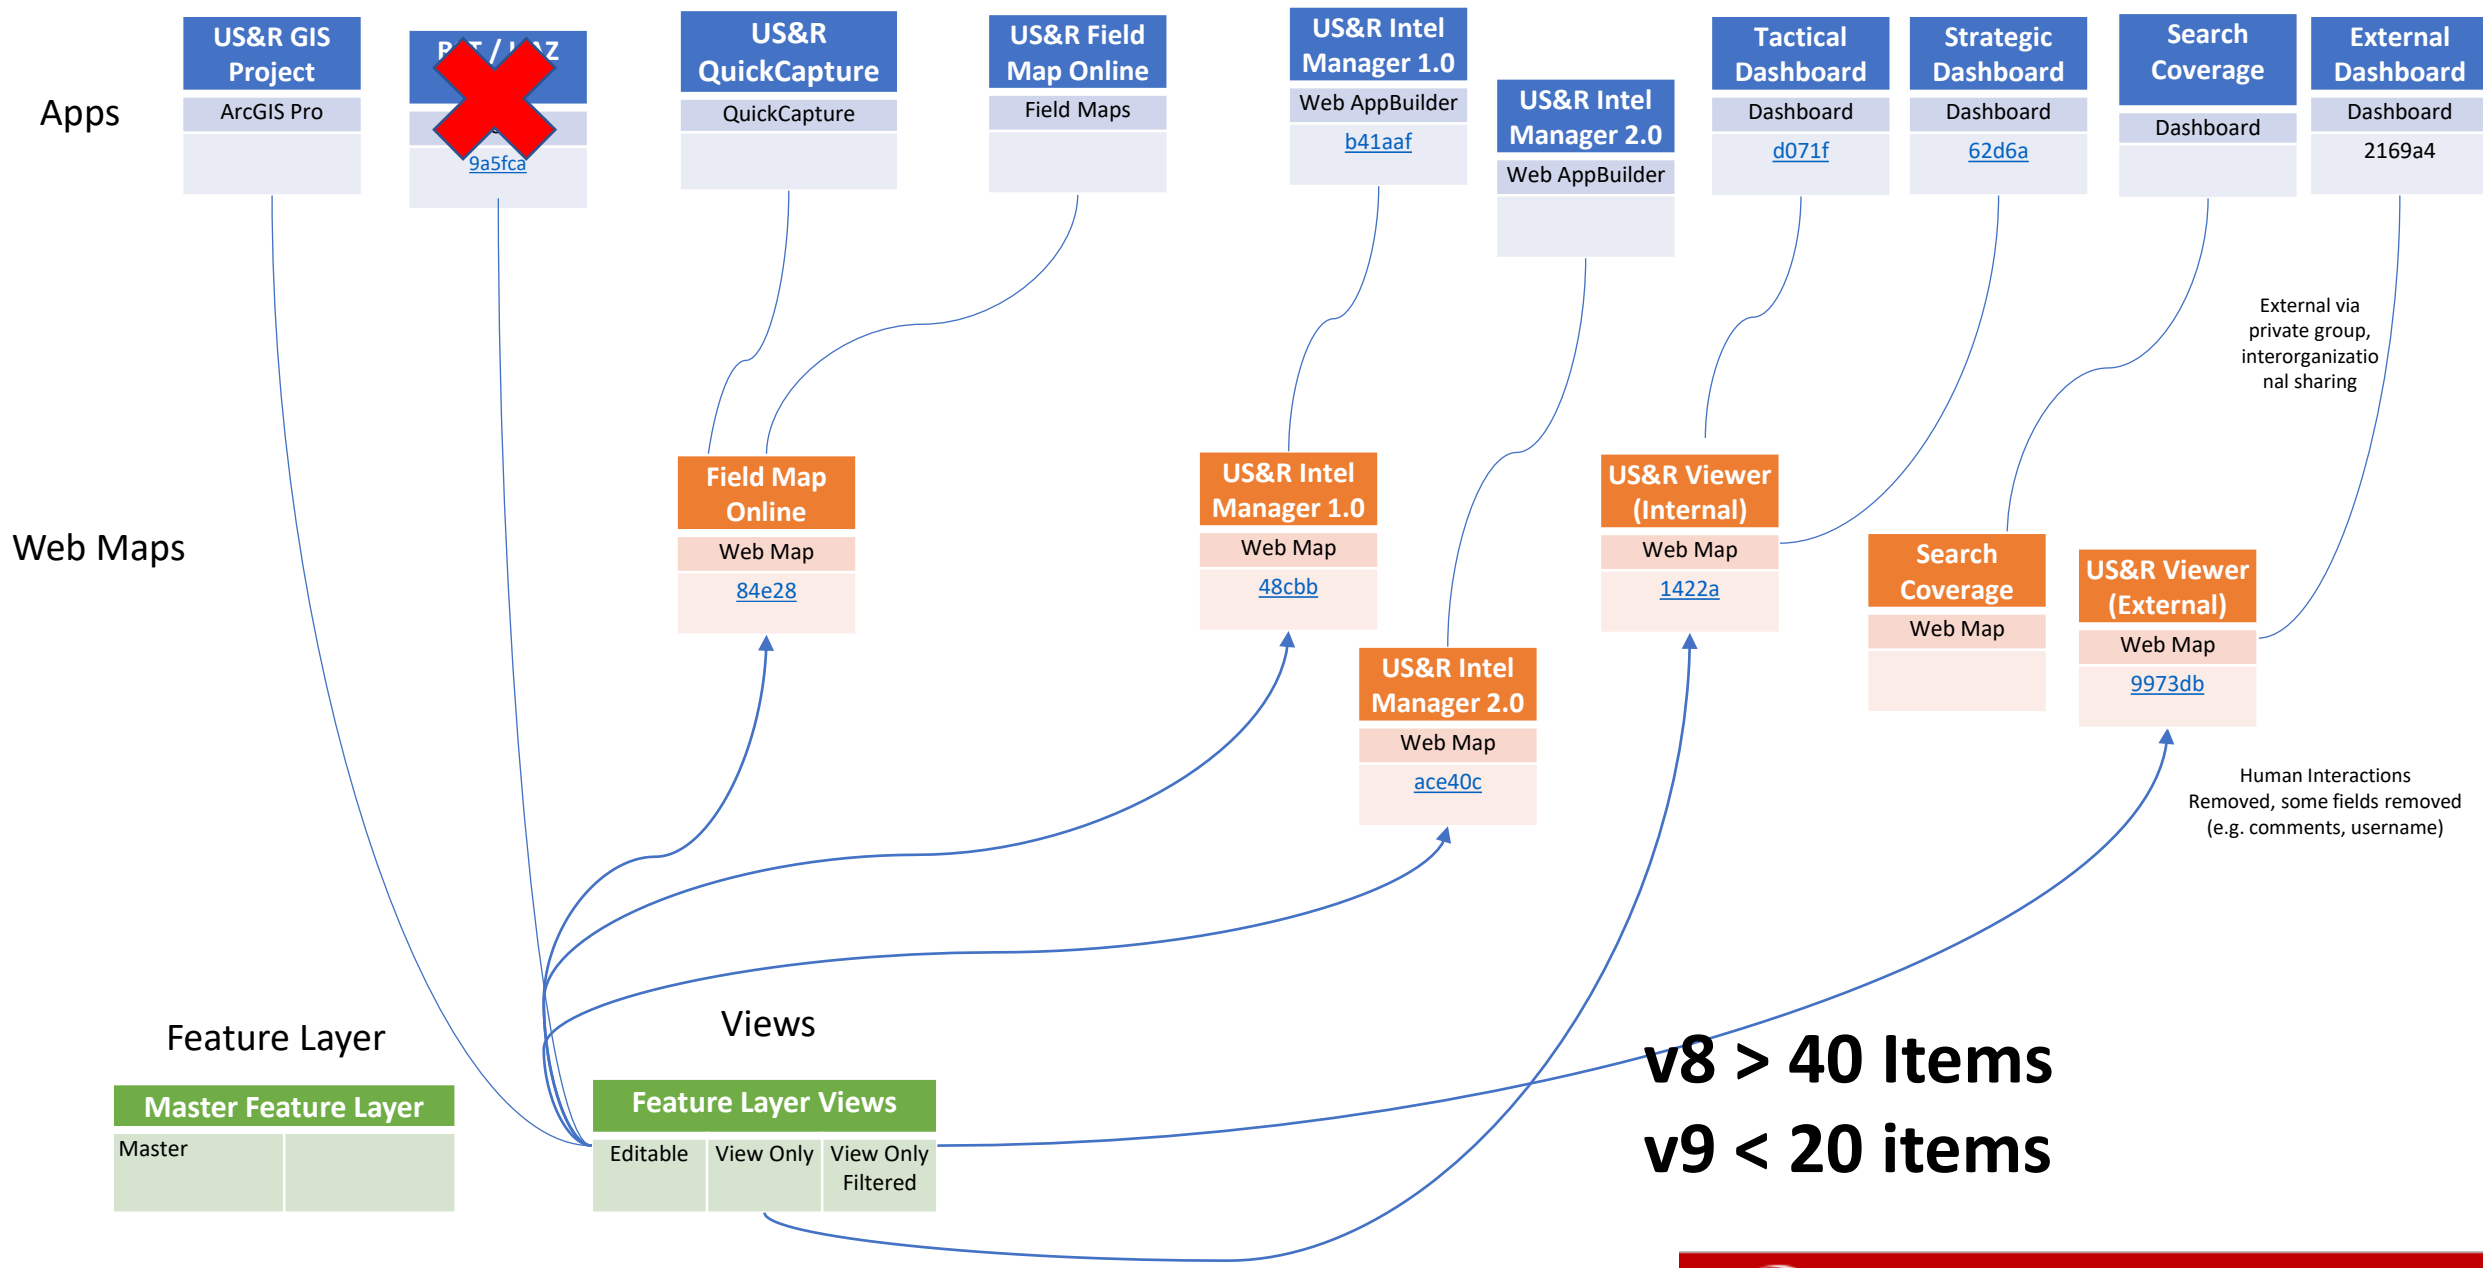 Apps
US&R GIS
Project
ArcGIS Pro
9a5fca
US&R
QuickCapture
QuickCapture
US&R Field
Map Online
Field Maps
US&R Intel
Manager 1.0
Web AppBuilder
b41aaf
US&R Intel
Manager 2.0
Web AppBuilder
Tactical
Dashboard
Dashboard
d071f
Strategic
Dashboard
Dashboard
62d6a
Search
Coverage
Dashboard
External
Dashboard
Dashboard
2169a4
External via
private group,
interorganizatio
nal sharing
Web Maps
Field Map
Online
Web Map
84e28
US&R Intel
Manager 1.0
Web Map
48cbb
US&R Intel
Manager 2.0
Web Map
ace40c
US&R Viewer
(Internal)
Web Map
1422a
Search
Coverage
Web Map
US&R Viewer
(External)
Web Map
9973db
Human Interactions
Removed, some fields removed
(e.g. comments, username)
Feature Layer
Master Feature Layer
Master
Views
Feature Layer Views
Editable
View Only
View Only
Filtered
v8 > 40 Items
v9 < 20 items